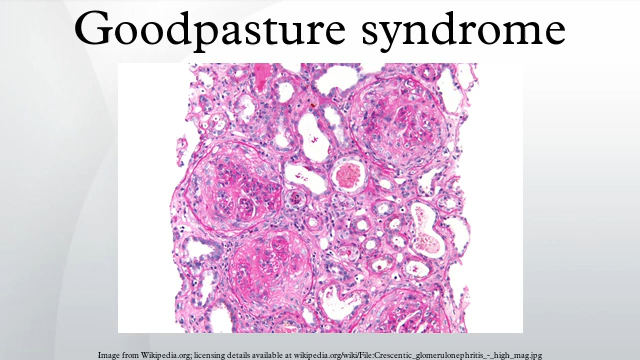 Goodpasture syndrome
Image from Wikipedia.org; licensing details available at wikipedia.org/wiki/File:Crescentic_glomerulonephritis_-_high_mag.jpg